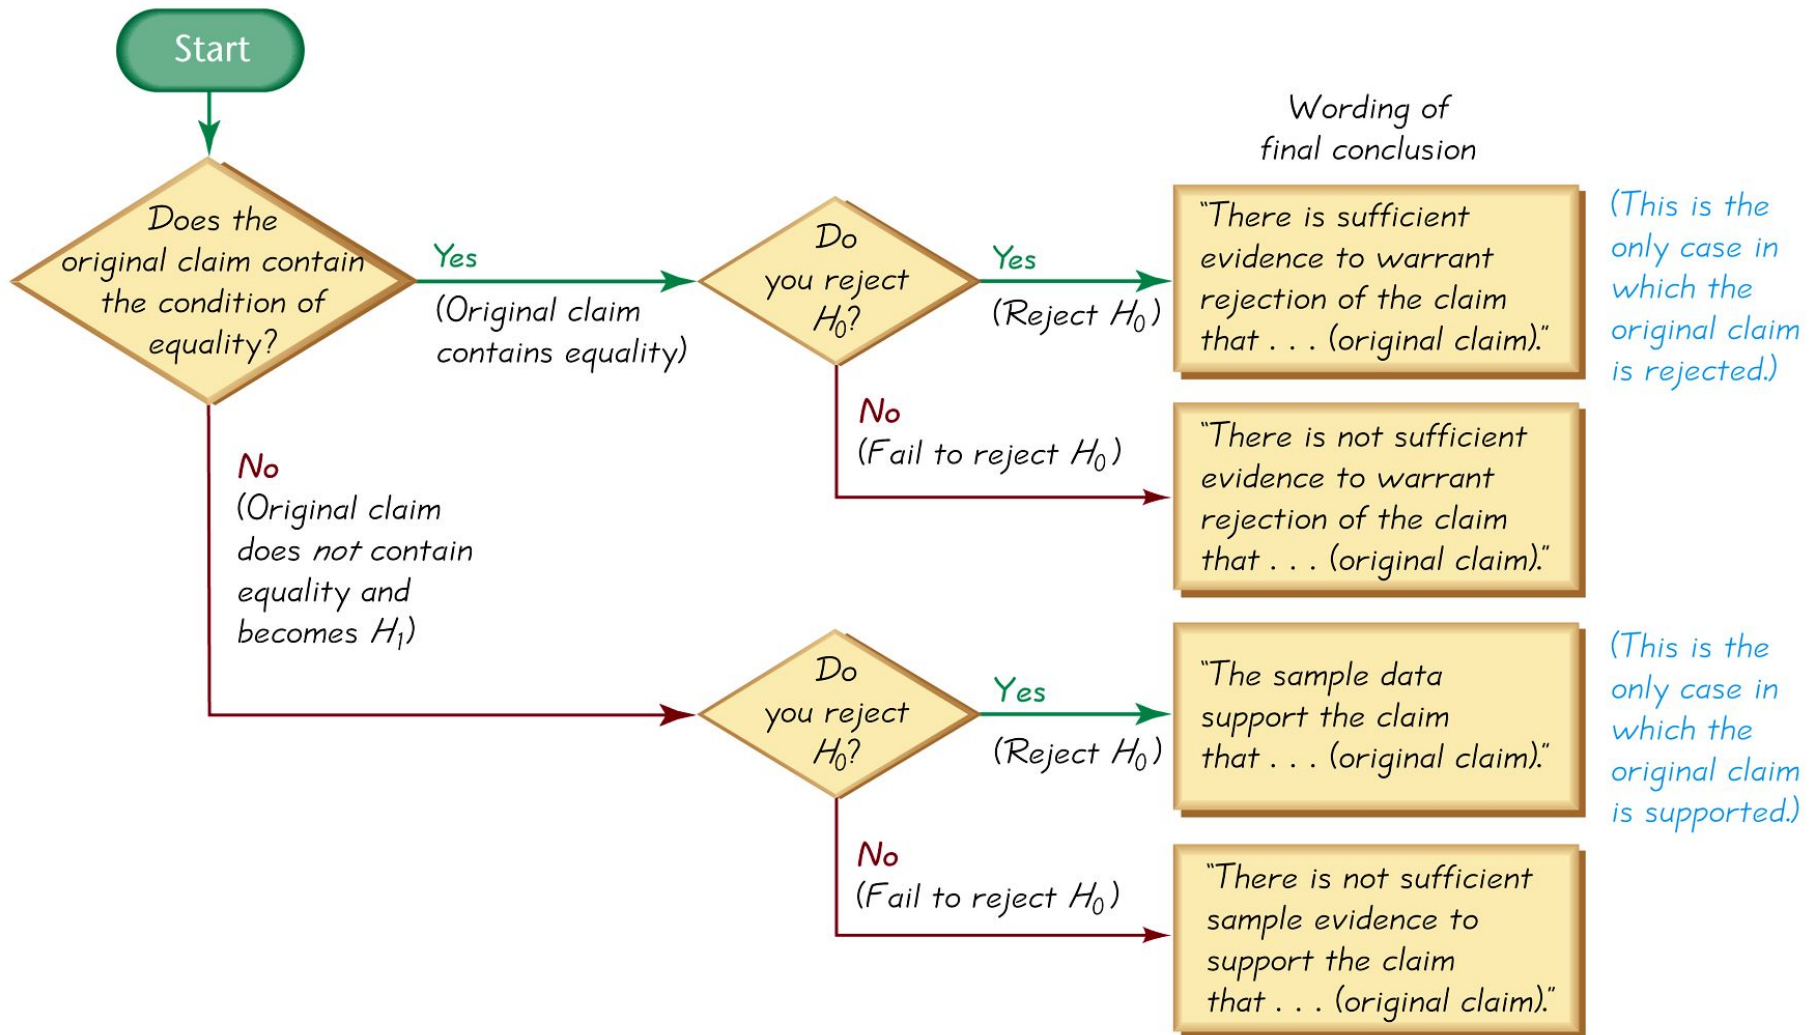 Start
Does the
original claim contain
the condition of
equality?
Yes
(Original claim
contains equality)
Do
you reject
H₀?
Yes
(Reject H₀)
Wording of
final conclusion
“There is sufficient
evidence to warrant
rejection of the claim
that . . . (original claim).”
(This is the
only case in
which the
original claim
is rejected.)
No
(Fail to reject H₀)
“There is not sufficient
evidence to warrant
rejection of the claim
that . . . (original claim).”
No
(Original claim
does not contain
equality and
becomes H₁)
Do
you reject
H₀?
Yes
(Reject H₀)
“The sample data
support the claim
that . . . (original claim).”
(This is the
only case in
which the
original claim
is supported.)
No
(Fail to reject H₀)
“There is not sufficient
sample evidence to
support the claim
that . . . (original claim).”